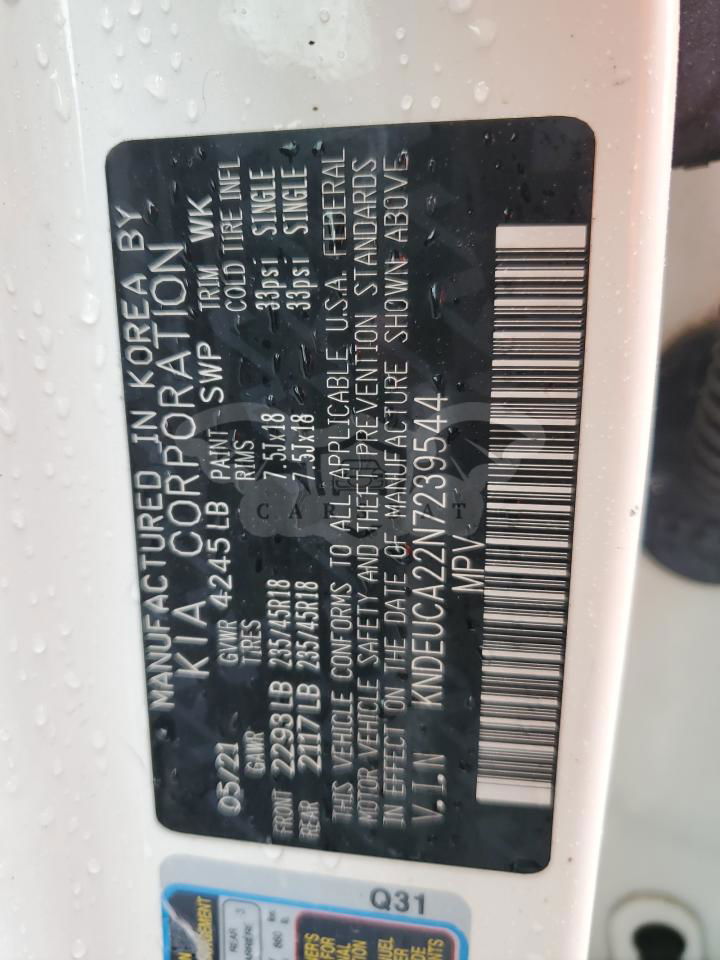 MANUFACTURED IN KOREA BY
KIA CORPORATION
05/21 GVWR 4245LB PAINT SWP TRIM WK
GAWR TIRES RIMS COLD TIRE INFL
FRONT 2293LB 235/45R18 7.5Jx18 33psi SINGLE
REAR 2117LB 235/45R18 7.5Jx18 33psi SINGLE
THIS VEHICLE CONFORMS TO ALL APPLICABLE U.S.A. FEDERAL
MOTOR VEHICLE SAFETY AND THEFT PREVENTION STANDARDS
IN EFFECT ON THE DATE OF MANUFACTURE SHOWN ABOVE.
V.I.N KNDEUCA22N7239544
MPV
Q31
REAR 3
860